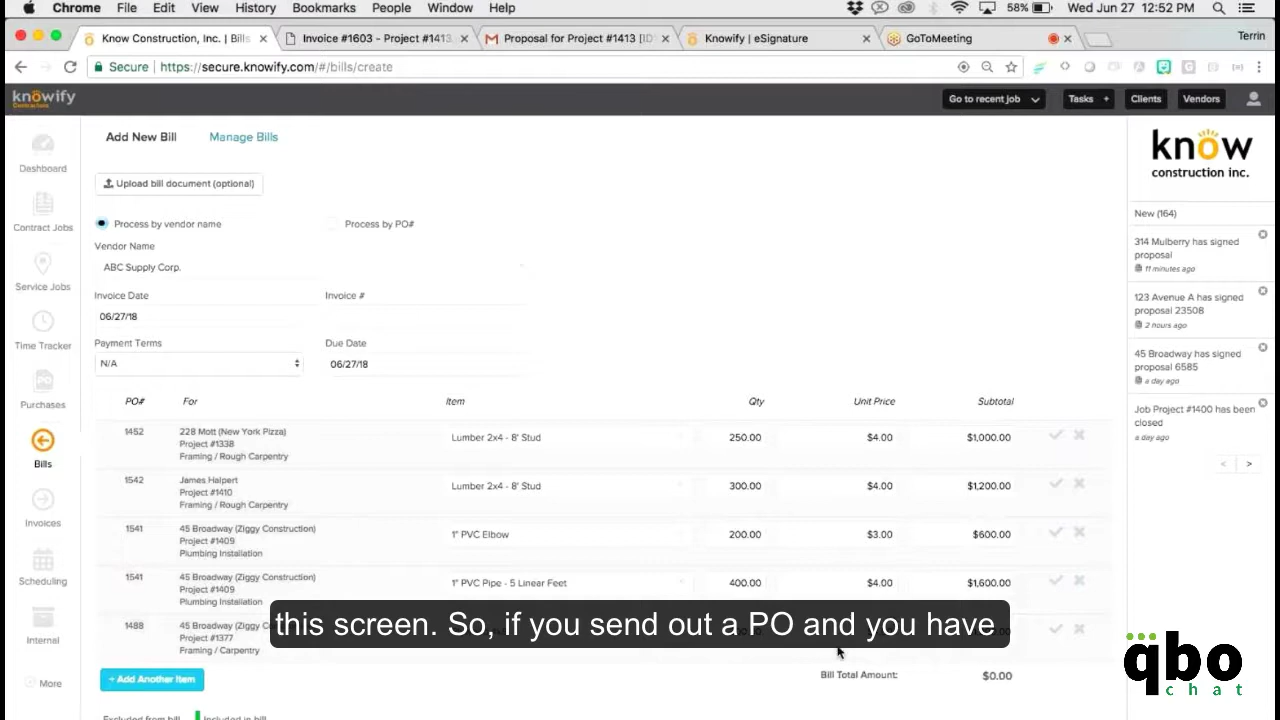 Chrome File Edit View History Bookmarks People Window Help 58% Wed Jun 27 12:52 PM
Know Construction, Inc. | Bills Invoice #1603 - Project #1413 Proposal for Project #1413 [ID Knowify | eSignature GoToMeeting Terrin
Secure https://secure.knowify.com/#/bills/create
knowify Contractors Go to recent job Tasks + Clients Vendors
Dashboard
Contract Jobs
Service Jobs
Time Tracker
Purchases
Bills
Invoices
Scheduling
Internal
More
Add New Bill Manage Bills
Upload bill document (optional)
Process by vendor name Process by PO#
Vendor Name
ABC Supply Corp.
Invoice Date Invoice #
06/27/18
Payment Terms Due Date
N/A 06/27/18
PO# For Item Qty Unit Price Subtotal
1452 228 Mott (New York Pizza) Lumber 2x4 - 8' Stud 250.00 $4.00 $1,000.00
Project #1338
Framing / Rough Carpentry
1542 James Halpert Lumber 2x4 - 8' Stud 300.00 $4.00 $1,200.00
Project #1410
Framing / Rough Carpentry
1541 45 Broadway (Ziggy Construction) 1" PVC Elbow 200.00 $3.00 $600.00
Project #1409
Plumbing Installation
1541 45 Broadway (Ziggy Construction) 1" PVC Pipe - 5 Linear Feet 400.00 $4.00 $1,600.00
Project #1409
Plumbing Installation
1488 45 Broadway (Ziggy
Project #1377
Framing / Carpentry
this screen. So, if you send out a PO and you have
+ Add Another Item Bill Total Amount: $0.00
Excluded from bill Included in bill
know
construction inc.
New (164)
314 Mulberry has signed
proposal
11 minutes ago
123 Avenue A has signed
proposal 23508
2 hours ago
45 Broadway has signed
proposal 6585
a day ago
Job Project #1400 has been
closed
a day ago
< >
qbo
chat